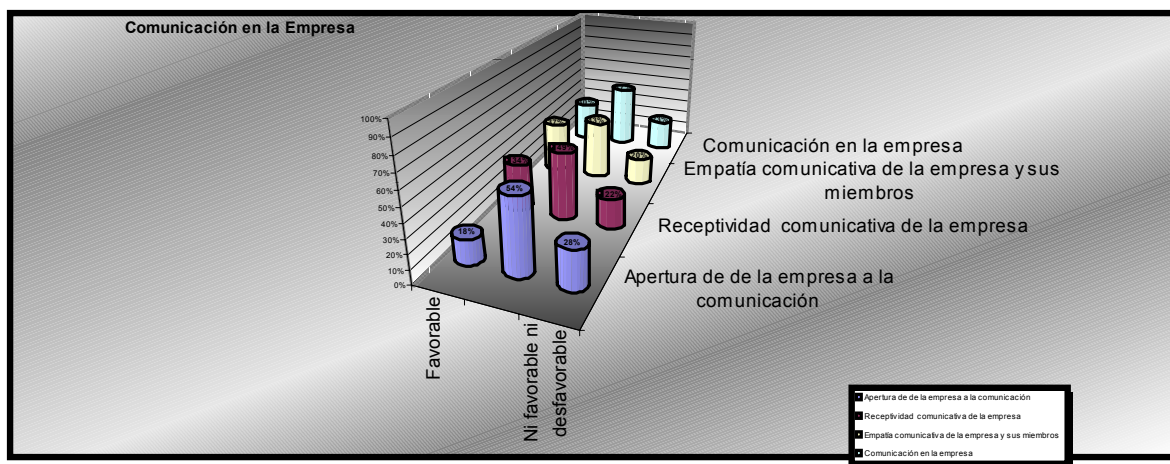 Comunicación en la Empresa
100%
90%
80%
70%
60%
50%
40%
30%
20%
10%
0%
18%
54%
28%
34%
22%
Comunicación en la empresa
Empatía comunicativa de la empresa y sus
miembros
Receptividad comunicativa de la empresa
Apertura de de la empresa a la
comunicación
Favorable
Ni favorable ni
desfavorable
Apertura de de la empresa a la comunicación
Receptividad comunicativa de la empresa
Empatía comunicativa de la empresa y sus miembros
Comunicación en la empresa